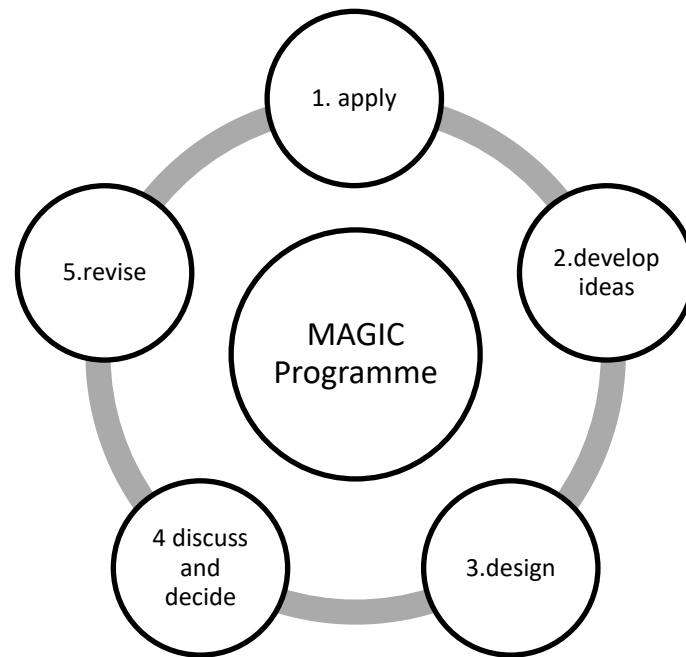 1. apply
2.develop
ideas
3.design
4 discuss
and
decide
5.revise
MAGIC
Programme